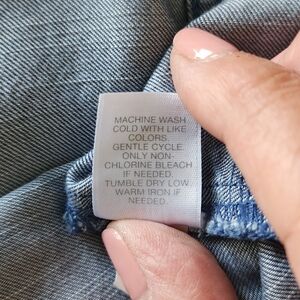 MACHINE WASH
COLD WITH LIKE
COLORS.
GENTLE CYCLE.
ONLY NON-
CHLORINE BLEACH
IF NEEDED.
TUMBLE DRY LOW.
WARM IRON IF
NEEDED.